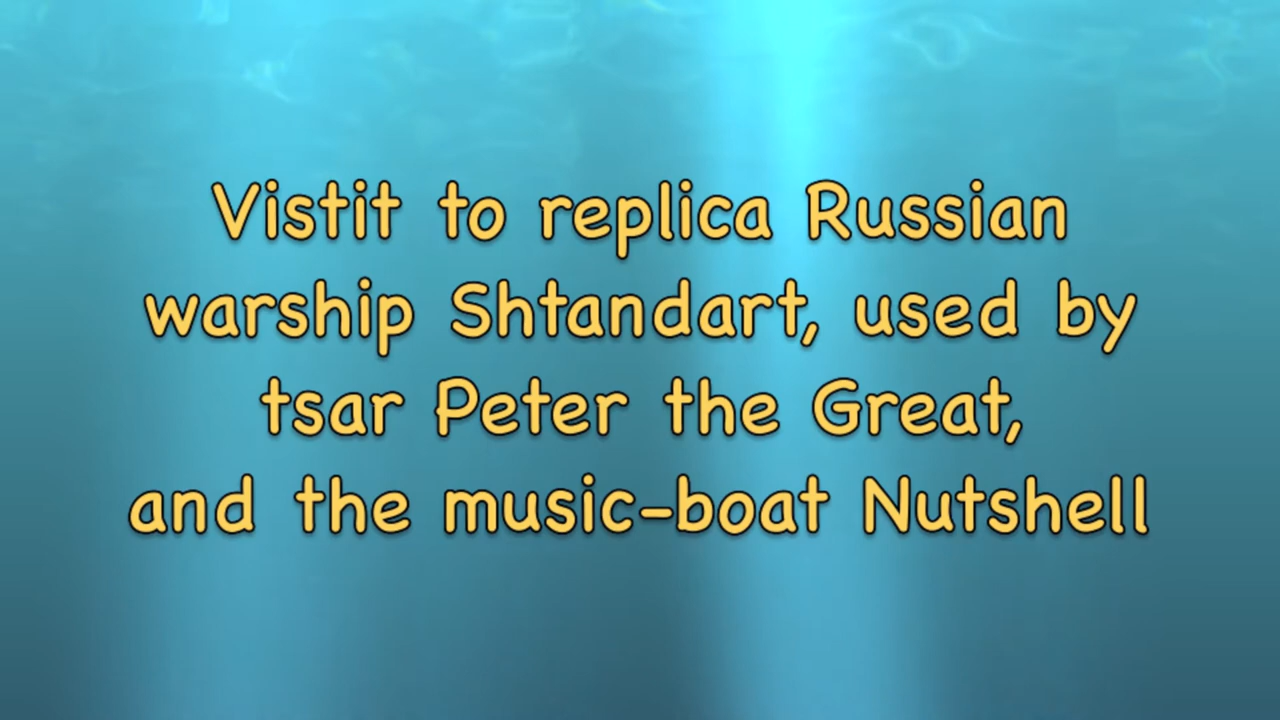 Vistit to replica Russian
warship Shtandart, used by
tsar Peter the Great,
and the music-boat Nutshell